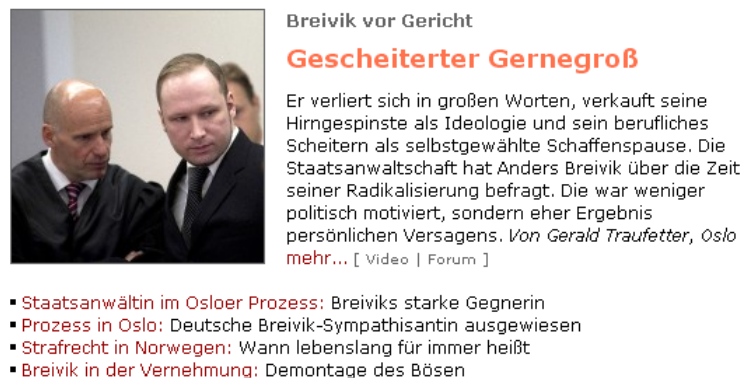 Breivik vor Gericht
Gescheiterter Gernegroß
Er verliert sich in großen Worten, verkauft seine
Hirngespinste als Ideologie und sein berufliches
Scheitern als selbstgewählte Schaffenspause. Die
Staatsanwaltschaft hat Anders Breivik über die Zeit
seiner Radikalisierung befragt. Die war weniger
politisch motiviert, sondern eher Ergebnis
persönlichen Versagens. Von Gerald Traufetter, Oslo
mehr... [ Video | Forum ]
▪ Staatsanwältin im Osloer Prozess: Breiviks starke Gegnerin
▪ Prozess in Oslo: Deutsche Breivik-Sympathisantin ausgewiesen
▪ Strafrecht in Norwegen: Wann lebenslang für immer heißt
▪ Breivik in der Vernehmung: Demontage des Bösen